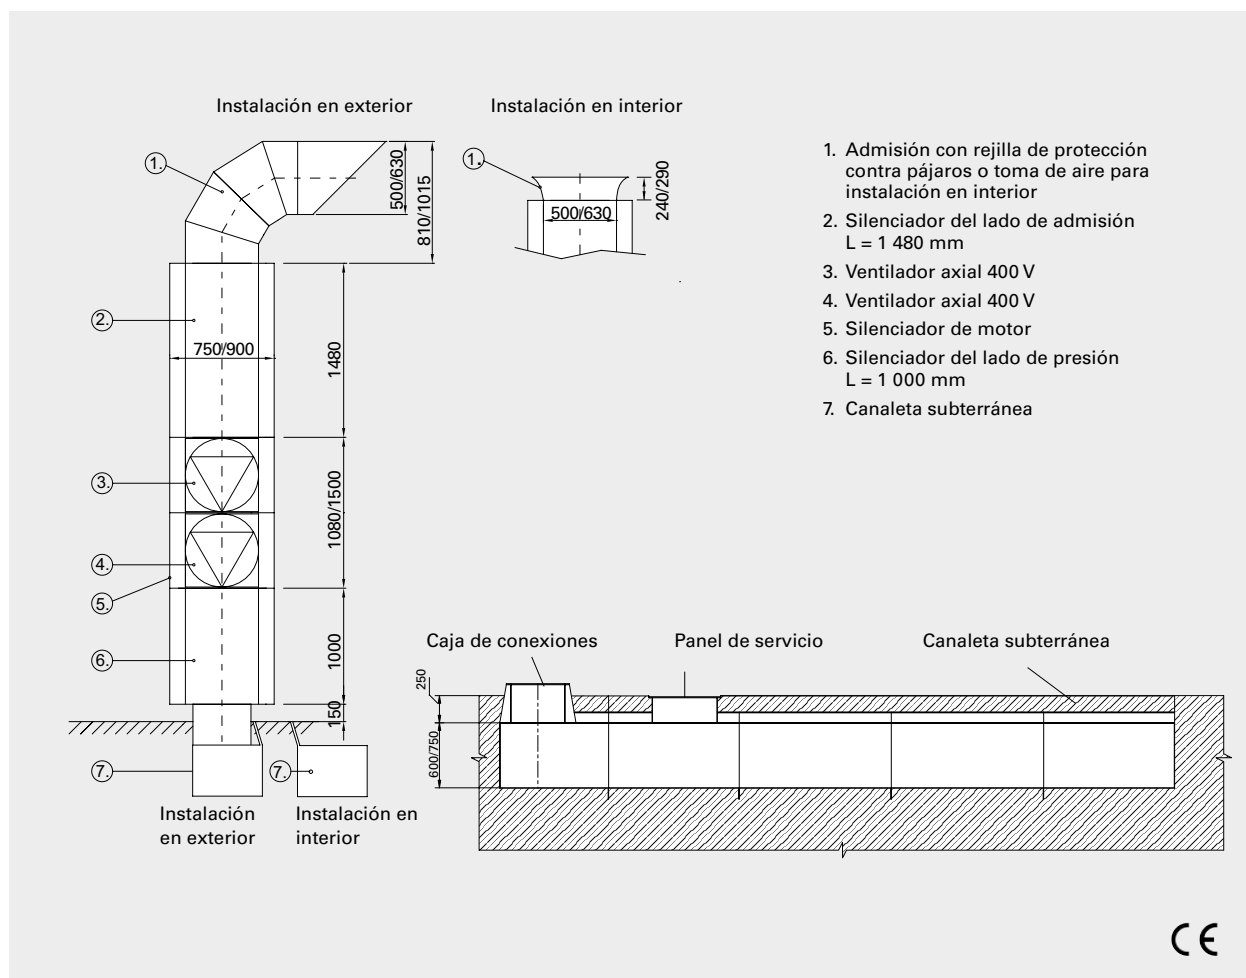 Instalación en exterior
Instalación en interior
1.
500/630
810/1015
1.
500/630
240/290
1. Admisión con rejilla de protección
contra pájaros o toma de aire para
instalación en interior
2. Silenciador del lado de admisión
L = 1 480 mm
3. Ventilador axial 400 V
4. Ventilador axial 400 V
5. Silenciador de motor
6. Silenciador del lado de presión
L = 1 000 mm
7. Canaleta subterránea
2.
750/900
1480
3.
1080/1500
4.
5.
6.
1000
150
7.
7.
Instalación
en exterior
Instalación en
interior
Caja de conexiones
Panel de servicio
Canaleta subterránea
250
600/750
CE